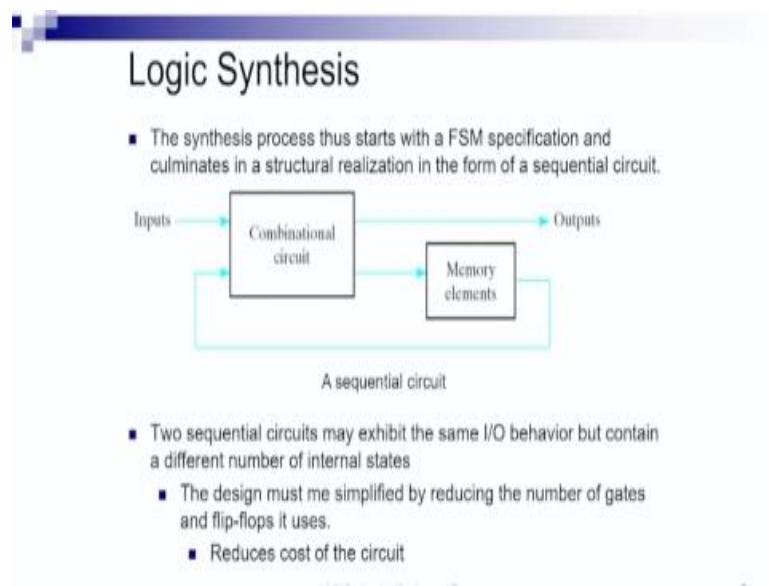 Logic Synthesis
■ The synthesis process thus starts with a FSM specification and
culminates in a structural realization in the form of a sequential circuit.
Inputs
Combinational
circuit
Outputs
Memory
elements
A sequential circuit
■ Two sequential circuits may exhibit the same I/O behavior but contain
a different number of internal states
■ The design must me simplified by reducing the number of gates
and flip-flops it uses.
■ Reduces cost of the circuit